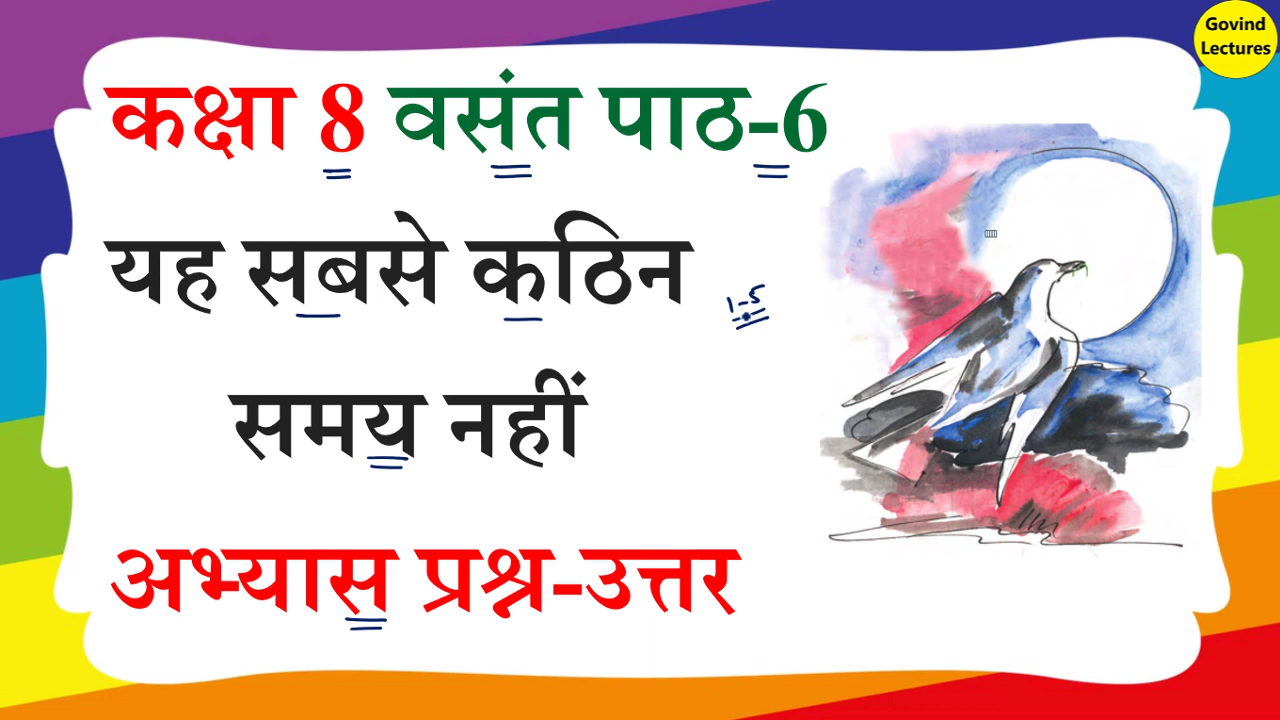 Govind
Lectures
कक्षा 8 वसंत पाठ-6
यह सबसे कठिन
1-5
समय नहीं
अभ्यास प्रश्न-उत्तर